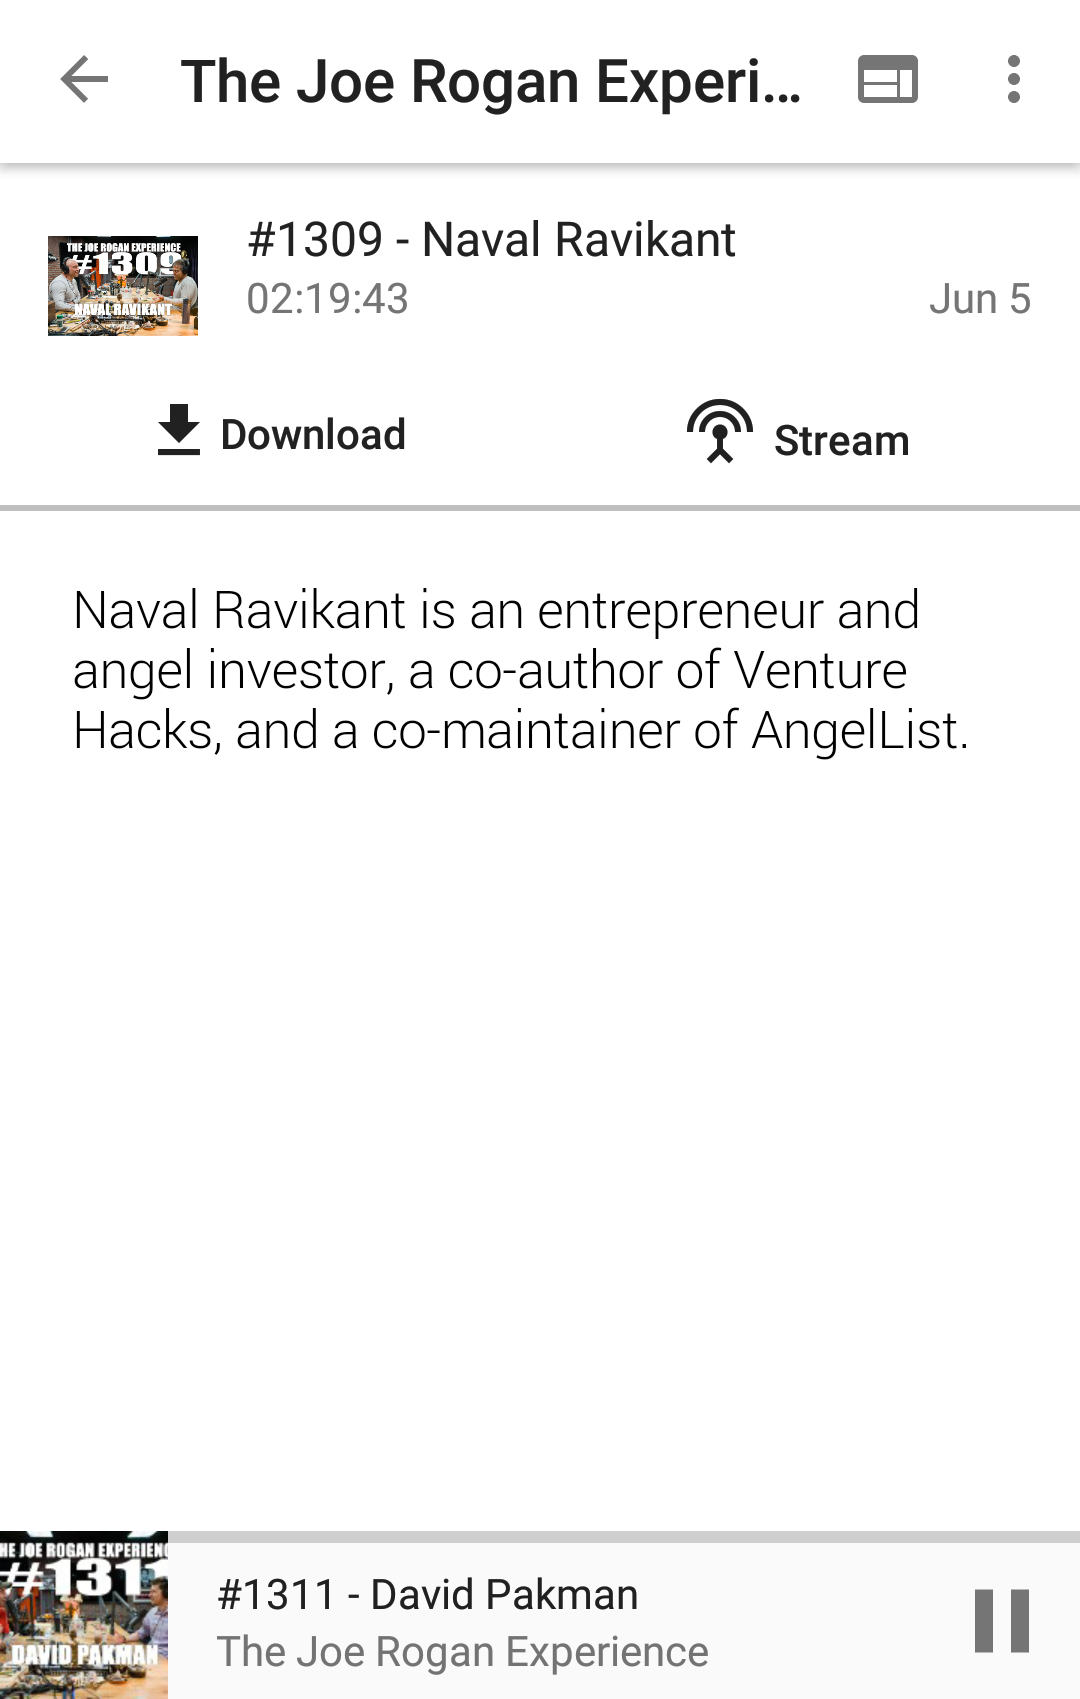 The Joe Rogan Experi...
THE JOE ROGAN EXPERIENCE
#1309
NAVAL RAVIKANT
#1309 - Naval Ravikant
02:19:43
Jun 5
Download
Stream
Naval Ravikant is an entrepreneur and
angel investor, a co-author of Venture
Hacks, and a co-maintainer of AngelList.
HE JOE ROGAN EXPERIENC
#1311
DAVID PAKMAN
#1311 - David Pakman
The Joe Rogan Experience